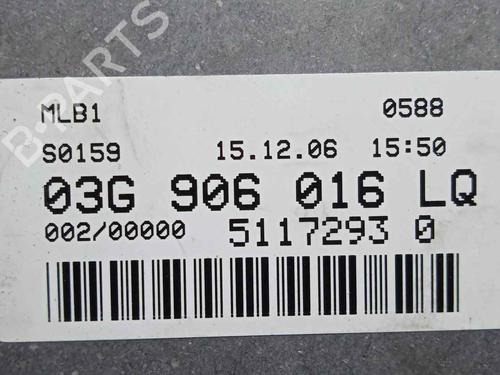 B-PARTS
MLB1 0588
S0159 15.12.06 15:50
03G 906 016 LQ
002/00000 5117293 0